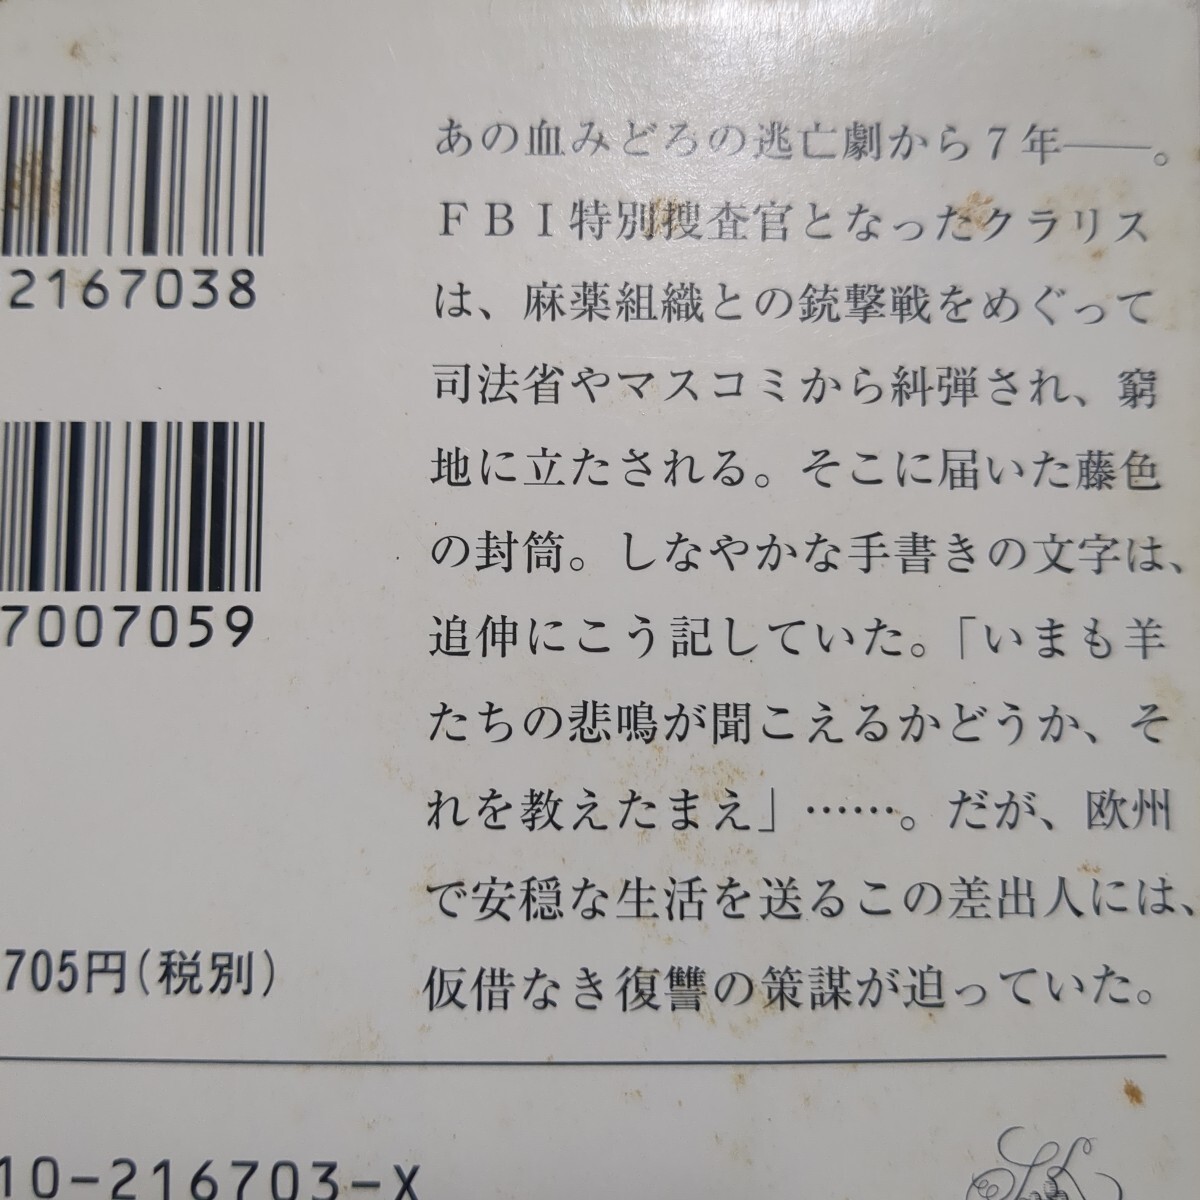 2167038
7007059
705円(税別)
あの血みどろの逃亡劇から7年――。
FBI特別捜査官となったクラリス
は、麻薬組織との銃撃戦をめぐって
司法省やマスコミから糾弾され、窮
地に立たされる。そこに届いた藤色
の封筒。しなやかな手書きの文字は、
追伸にこう記していた。「いまも羊
たちの悲鳴が聞こえるかどうか、そ
れを教えたまえ」……。だが、欧州
で安穏な生活を送るこの差出人には、
仮借なき復讐の策謀が迫っていた。
10-216703-X